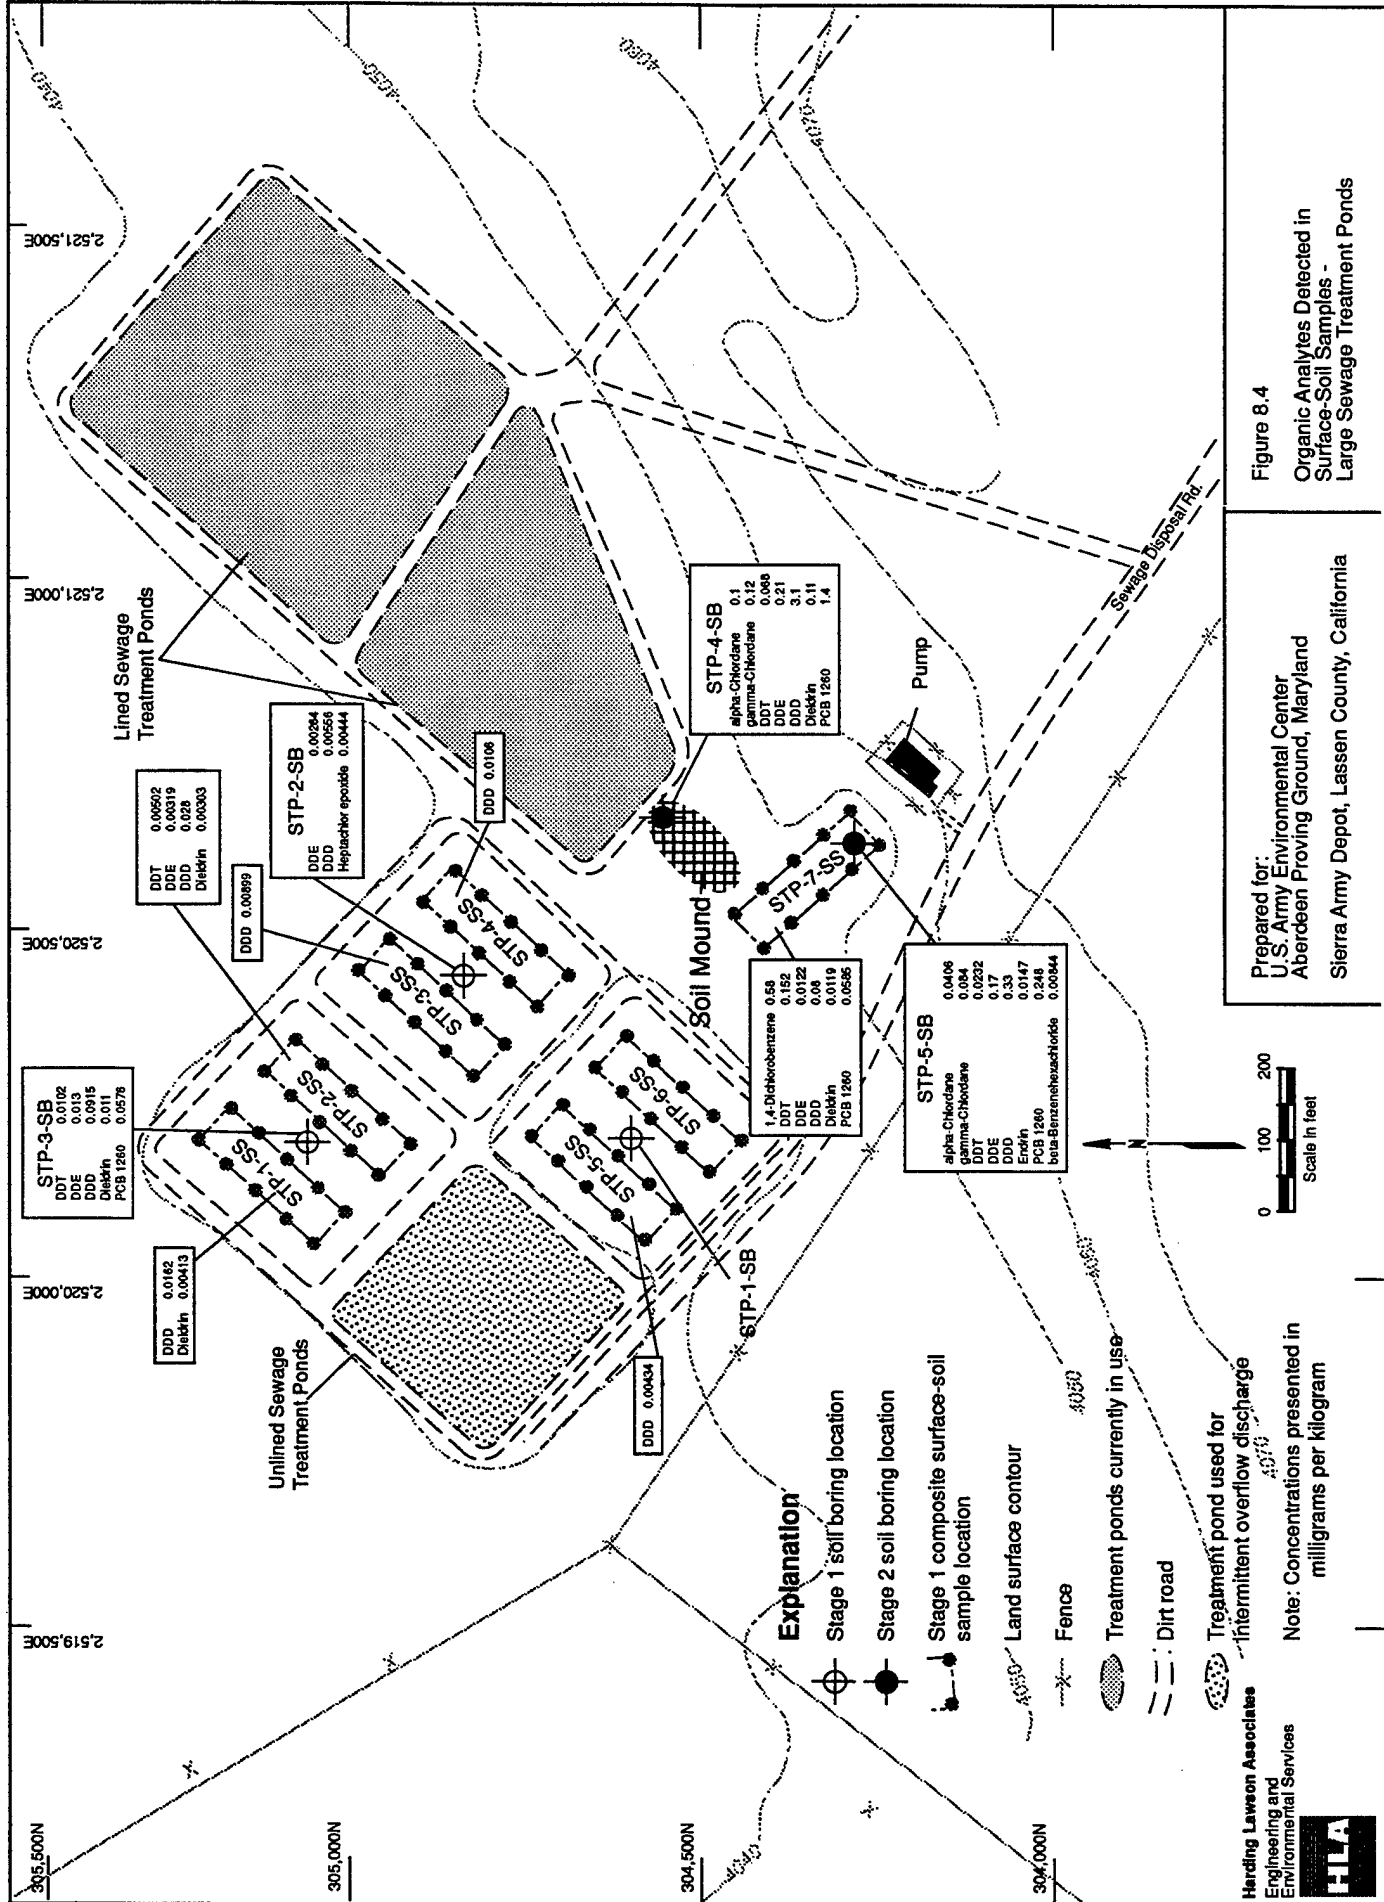 305,500N
305,000N
304,500N
304,000N
2,519,500E
2,520,000E
2,520,500E
2,521,000E
2,521,500E
4040
4050
4060
4070
Lined Sewage
Treatment Ponds
Unlined Sewage
Treatment Ponds
DDD 0.0162
Dieldrin 0.00413
STP-3-SB
DDT 0.0102
DDE 0.013
DDD 0.0915
Dieldrin 0.011
PCB 1260 0.0576
DDT 0.00502
DDE 0.00319
DDD 0.028
Dieldrin 0.00303
DDD 0.00899
STP-2-SB
DDE 0.00264
DDD 0.00556
Heptachlor epoxide 0.00444
DDD 0.0106
STP-1-SS
STP-2-SS
STP-3-SS
STP-4-SS
STP-5-SS
STP-6-SS
STP-7-SS
STP-1-SB
DDD 0.00434
Soil Mound
STP-4-SB
alpha-Chlordane 0.1
gamma-Chlordane 0.12
DDT 0.068
DDE 0.21
DDD 3.1
Dieldrin 0.11
PCB 1260 1.4
1,4-Dichlorobenzene 0.58
DDT 0.152
DDE 0.0122
DDD 0.08
Dieldrin 0.0119
PCB 1260 0.0585
STP-5-SB
alpha-Chlordane 0.0406
gamma-Chlordane 0.084
DDT 0.0232
DDE 0.17
DDD 0.33
Endrin 0.0147
PCB 1260 0.248
beta-Benzenehexachloride 0.00844
Pump
Sewage Disposal Rd.
4040
4050
4060
4070
Explanation
Stage 1 soil boring location
Stage 2 soil boring location
Stage 1 composite surface-soil
sample location
4050 Land surface contour
Fence
Treatment ponds currently in use
Dirt road
Treatment pond used for
intermittent overflow discharge
Note: Concentrations presented in
milligrams per kilogram
N
0 100 200
Scale in feet
Harding Lawson Associates
Engineering and
Environmental Services
HLA
Prepared for:
U.S. Army Environmental Center
Aberdeen Proving Ground, Maryland
Sierra Army Depot, Lassen County, California
Figure 8.4
Organic Analytes Detected in
Surface-Soil Samples -
Large Sewage Treatment Ponds